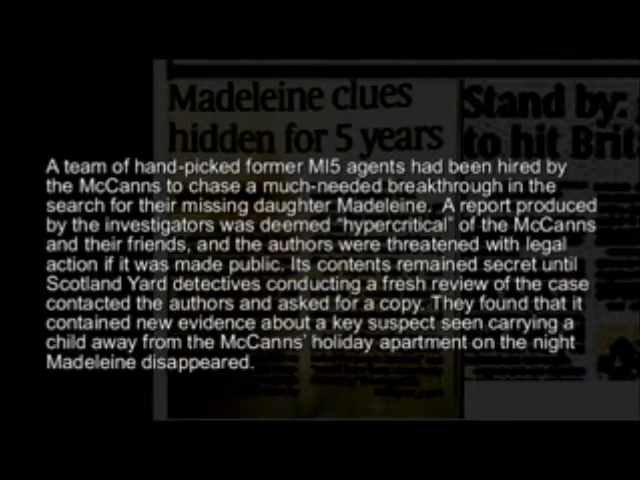 Madeleine clues
hidden for 5 years
Stand by:
to hit Brit
A team of hand-picked former MI5 agents had been hired by
the McCanns to chase a much-needed breakthrough in the
search for their missing daughter Madeleine.  A report produced
by the investigators was deemed "hypercritical" of the McCanns
and their friends, and the authors were threatened with legal
action if it was made public. Its contents remained secret until
Scotland Yard detectives conducting a fresh review of the case
contacted the authors and asked for a copy. They found that it
contained new evidence about a key suspect seen carrying a
child away from the McCanns' holiday apartment on the night
Madeleine disappeared.